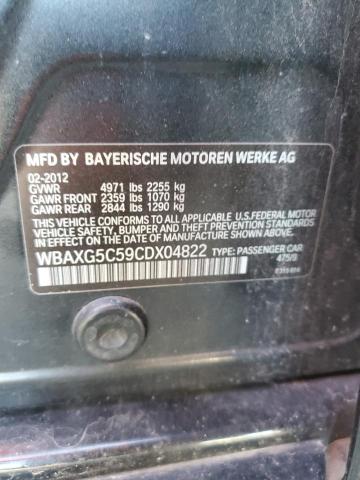 MFD BY BAYERISCHE MOTOREN WERKE AG
02-2012
GVWR 4971 lbs 2255 kg
GAWR FRONT 2359 lbs 1070 kg
GAWR REAR 2844 lbs 1290 kg
THIS VEHICLE CONFORMS TO ALL APPLICABLE U.S. FEDERAL MOTOR
VEHICLE SAFETY, BUMPER, AND THEFT PREVENTION STANDARDS
IN EFFECT ON THE DATE OF MANUFACTURE SHOWN ABOVE.
WBAXG5C59CDX04822 TYPE: PASSENGER CAR
475/9